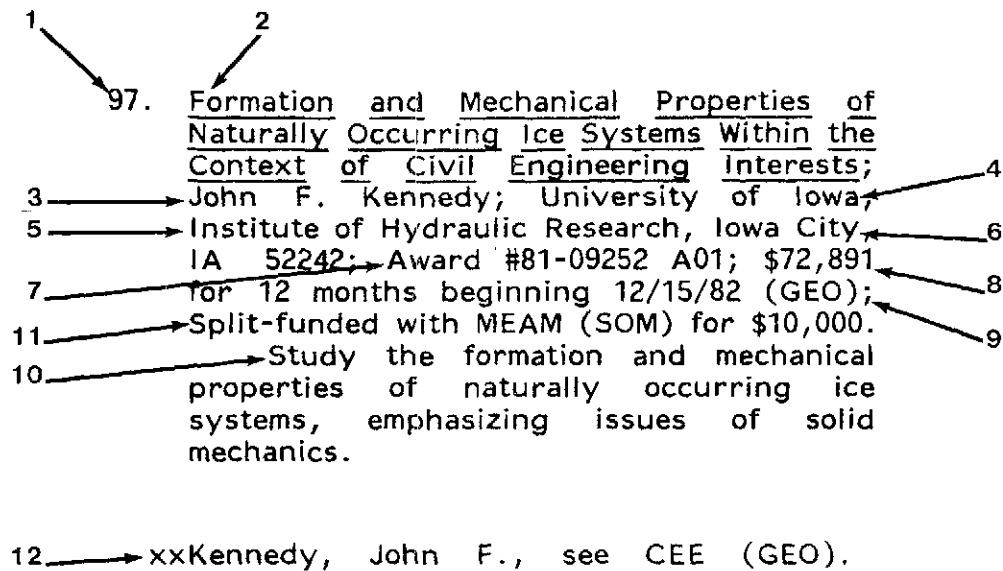 1 2
97. Formation and Mechanical Properties of
Naturally Occurring Ice Systems Within the
Context of Civil Engineering Interests;
4
3 John F. Kennedy; University of Iowa,
5 Institute of Hydraulic Research, Iowa City, 6
IA 52242; Award #81-09252 A01; $72,891
7 for 12 months beginning 12/15/82 (GEO); 8
11 Split-funded with MEAM (SOM) for $10,000. 9
10 Study the formation and mechanical
properties of naturally occurring ice
systems, emphasizing issues of solid
mechanics.
12 xxKennedy, John F., see CEE (GEO).